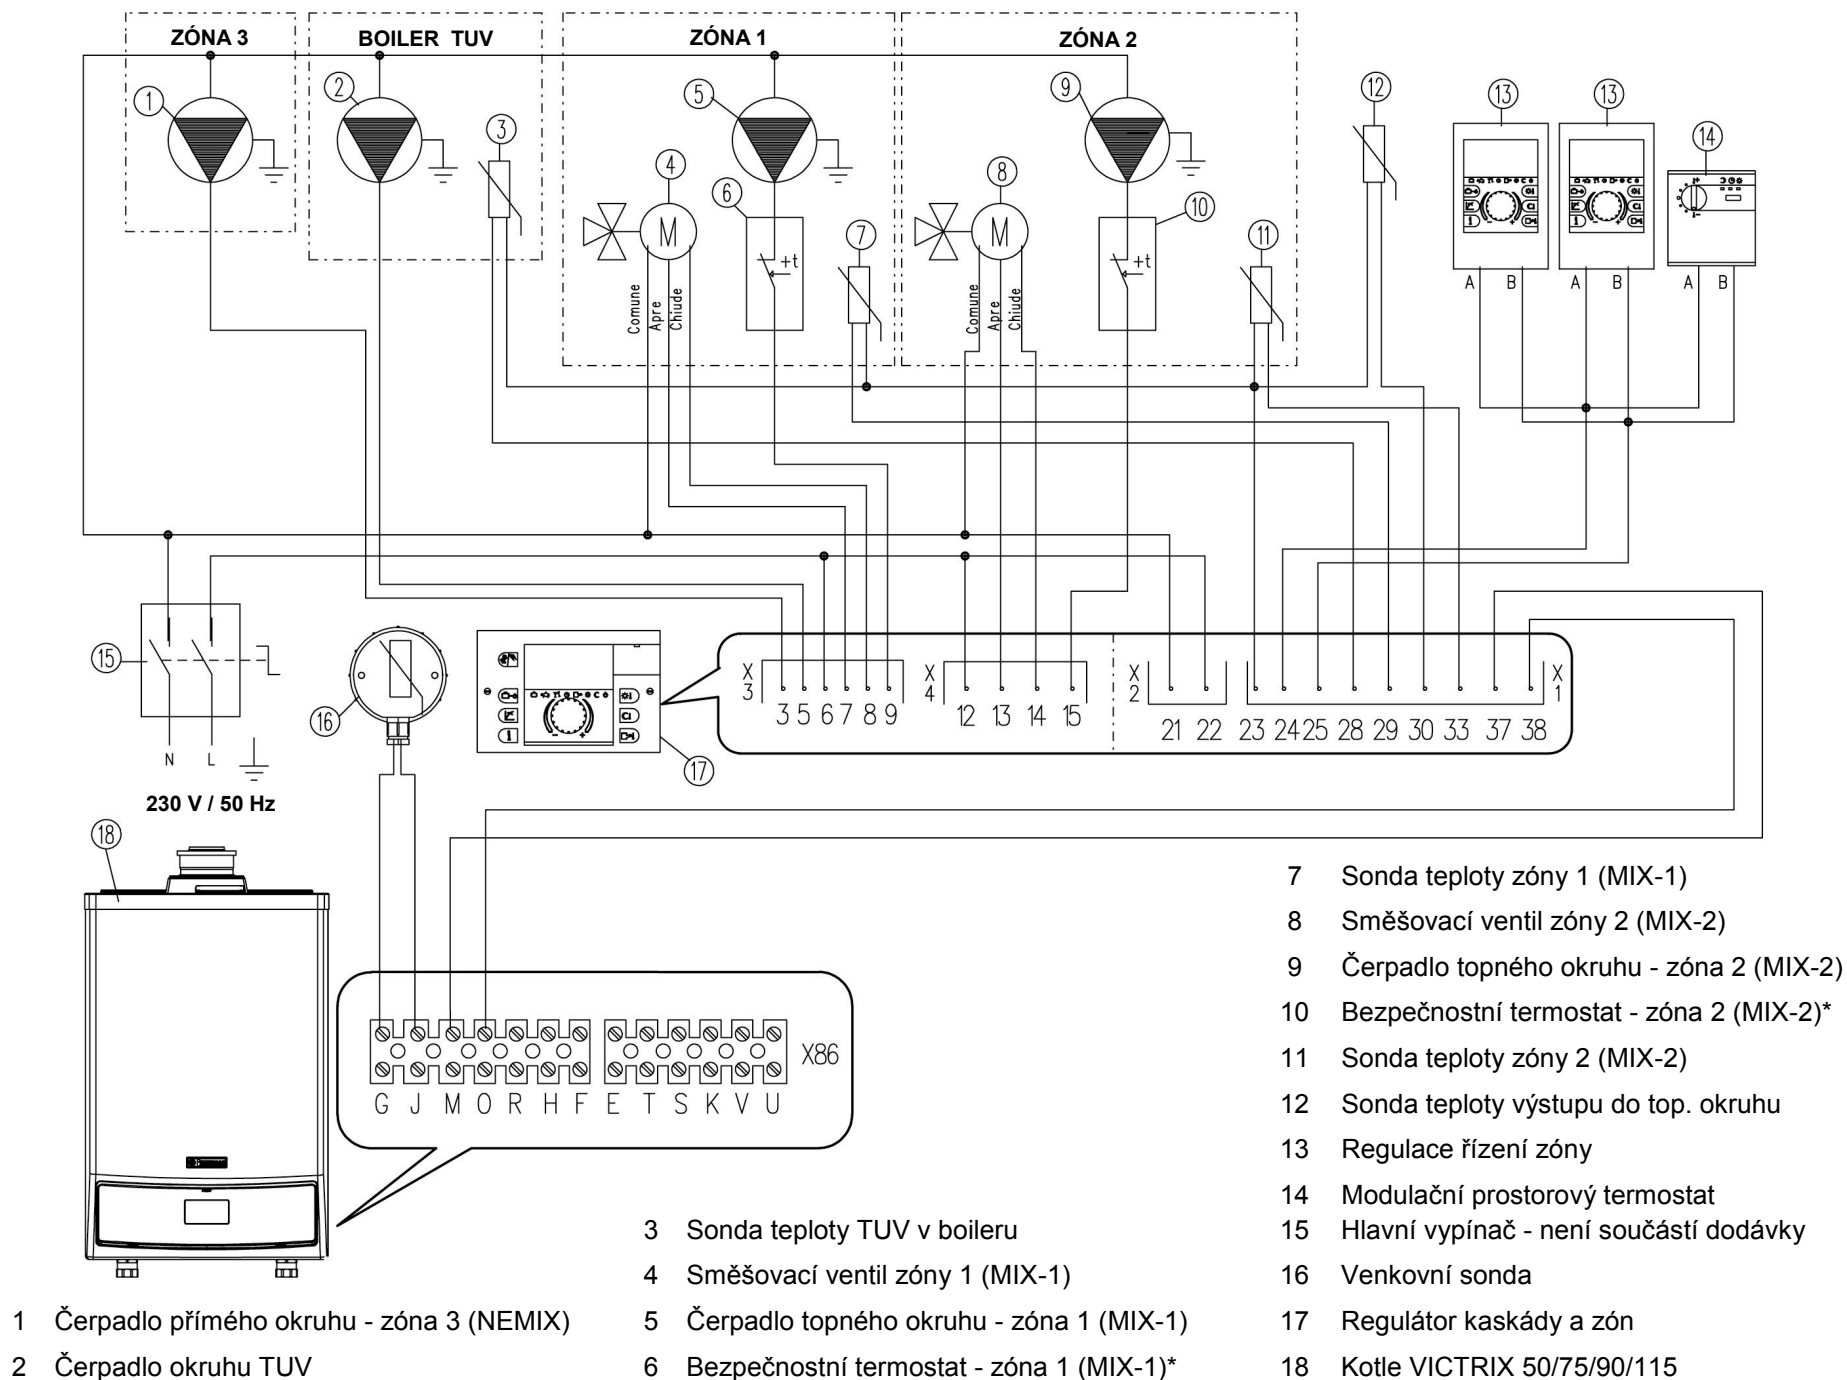 ZÓNA 3
BOILER TUV
ZÓNA 1
ZÓNA 2
1
2
3
4
5
6
7
8
9
10
11
12
13
13
14
M
M
+t
+t
Comune
Apre
Chiude
Comune
Apre
Chiude
A B
A B
A B
15
16
17
18
N L
230 V / 50 Hz
X3
3 5 6 7 8 9
X4
12 13 14 15
X2
21 22
23 24 25 28 29 30 33 37 38
X1
G J M O R H F E T S K V U
X86
1 Čerpadlo přímého okruhu - zóna 3 (NEMIX)
2 Čerpadlo okruhu TUV
3 Sonda teploty TUV v boileru
4 Směšovací ventil zóny 1 (MIX-1)
5 Čerpadlo topného okruhu - zóna 1 (MIX-1)
6 Bezpečnostní termostat - zóna 1 (MIX-1)*
7 Sonda teploty zóny 1 (MIX-1)
8 Směšovací ventil zóny 2 (MIX-2)
9 Čerpadlo topného okruhu - zóna 2 (MIX-2)
10 Bezpečnostní termostat - zóna 2 (MIX-2)*
11 Sonda teploty zóny 2 (MIX-2)
12 Sonda teploty výstupu do top. okruhu
13 Regulace řízení zóny
14 Modulační prostorový termostat
15 Hlavní vypínač - není součástí dodávky
16 Venkovní sonda
17 Regulátor kaskády a zón
18 Kotle VICTRIX 50/75/90/115